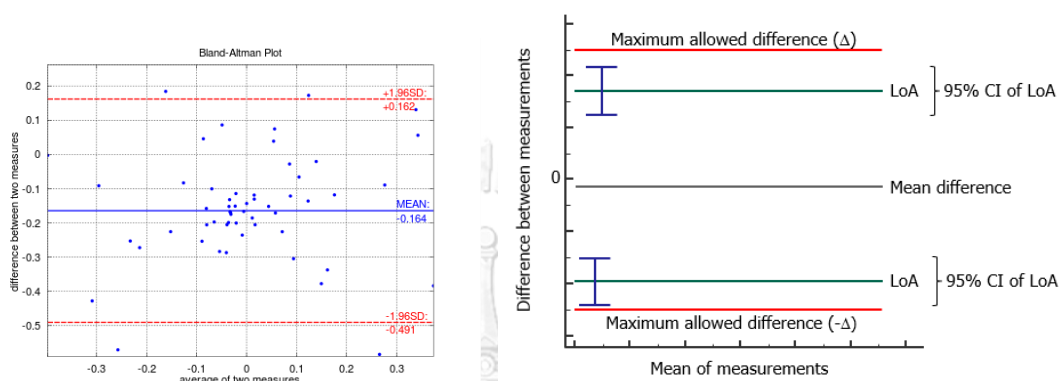 Bland-Altman Plot
difference between two measures
0.2
0.1
0
-0.1
-0.2
-0.3
-0.4
-0.5
+1.96SD:
+0.162
MEAN:
-0.164
-1.96SD:
-0.491
-0.3
-0.2
-0.1
0
0.1
0.2
0.3
average of two measures
Difference between measurements
0
Maximum allowed difference (Δ)
LoA
95% CI of LoA
Mean difference
LoA
95% CI of LoA
Maximum allowed difference (-Δ)
Mean of measurements